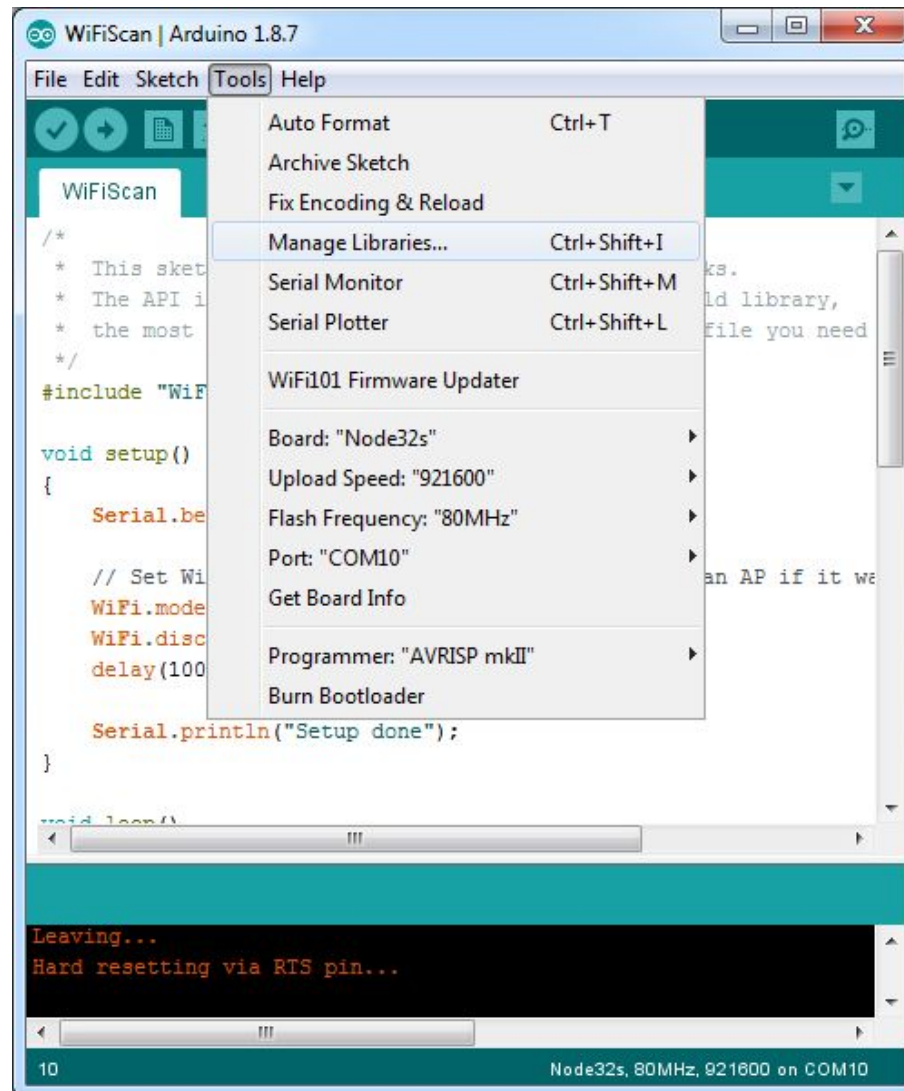 WiFiScan | Arduino 1.8.7
File Edit Sketch Tools Help
Auto Format Ctrl+T
Archive Sketch
WiFiScan
Fix Encoding & Reload
/*
Manage Libraries... Ctrl+Shift+I
* This sket ks.
Serial Monitor Ctrl+Shift+M
* The API i ld library,
Serial Plotter Ctrl+Shift+L
* the most file you need
*/
WiFi101 Firmware Updater
#include "WiF
Board: "Node32s"
void setup()
Upload Speed: "921600"
{
Flash Frequency: "80MHz"
Serial.be
Port: "COM10"
// Set Wi an AP if it wa
Get Board Info
WiFi.mode
WiFi.disc
Programmer: "AVRISP mkII"
delay(100
Burn Bootloader
Serial.println("Setup done");
}
void loop()
Leaving...
Hard resetting via RTS pin...
10 Node32s, 80MHz, 921600 on COM10